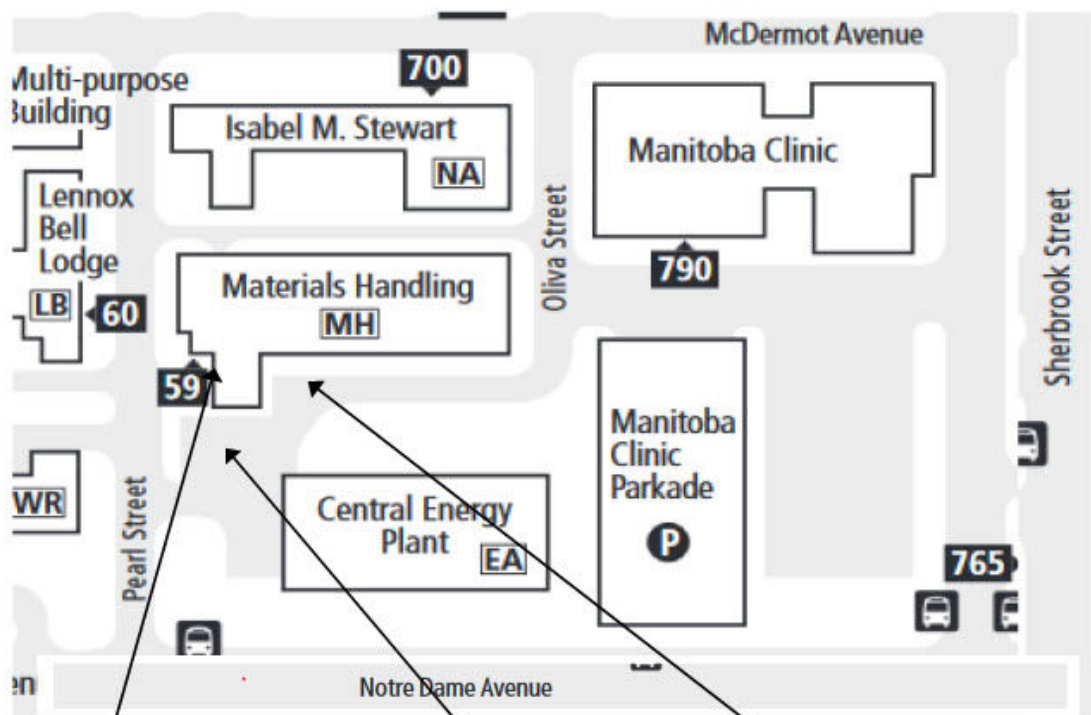 McDermot Avenue
700
Multi-purpose
Building
Isabel M. Stewart
NA
Manitoba Clinic
Lennox
Bell
Lodge
LB
60
Oliva Street
790
Sherbrook Street
Materials Handling
MH
59
Manitoba
Clinic
Parkade
P
WR
Pearl Street
Central Energy
Plant
EA
765
Notre Dame Avenue